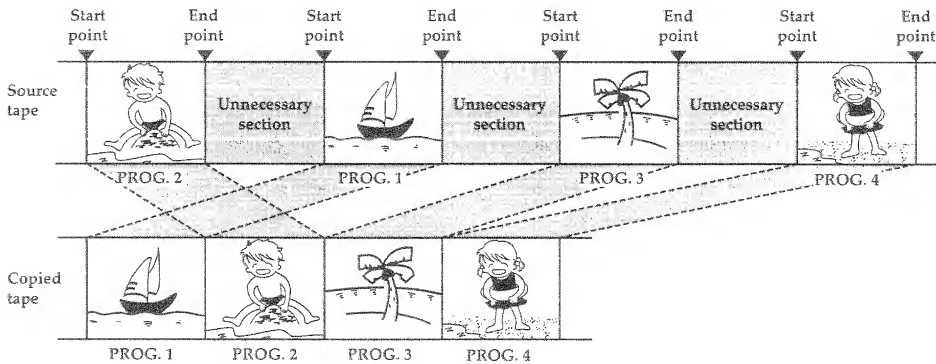 Start point
End point
Start point
End point
Start point
End point
Start point
End point
Source tape
Unnecessary section
Unnecessary section
Unnecessary section
PROG. 2
PROG. 1
PROG. 3
PROG. 4
Copied tape
PROG. 1
PROG. 2
PROG. 3
PROG. 4